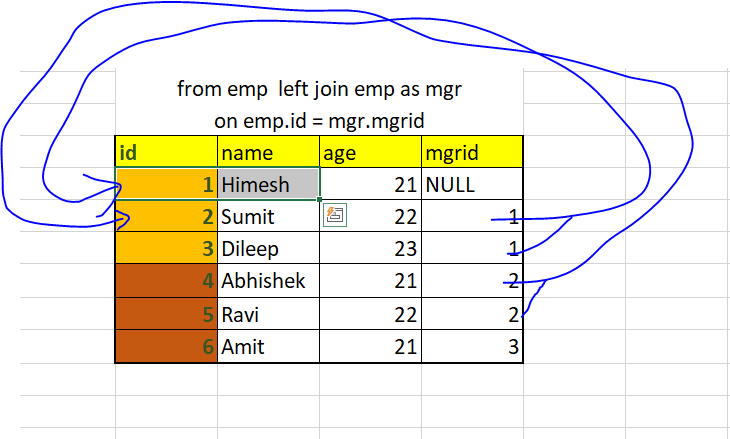 from emp left join emp as mgr
on emp.id = mgr.mgrid
id name age mgrid
1 Himesh 21 NULL
2 Sumit 22 1
3 Dileep 23 1
4 Abhishek 21 2
5 Ravi 22 2
6 Amit 21 3